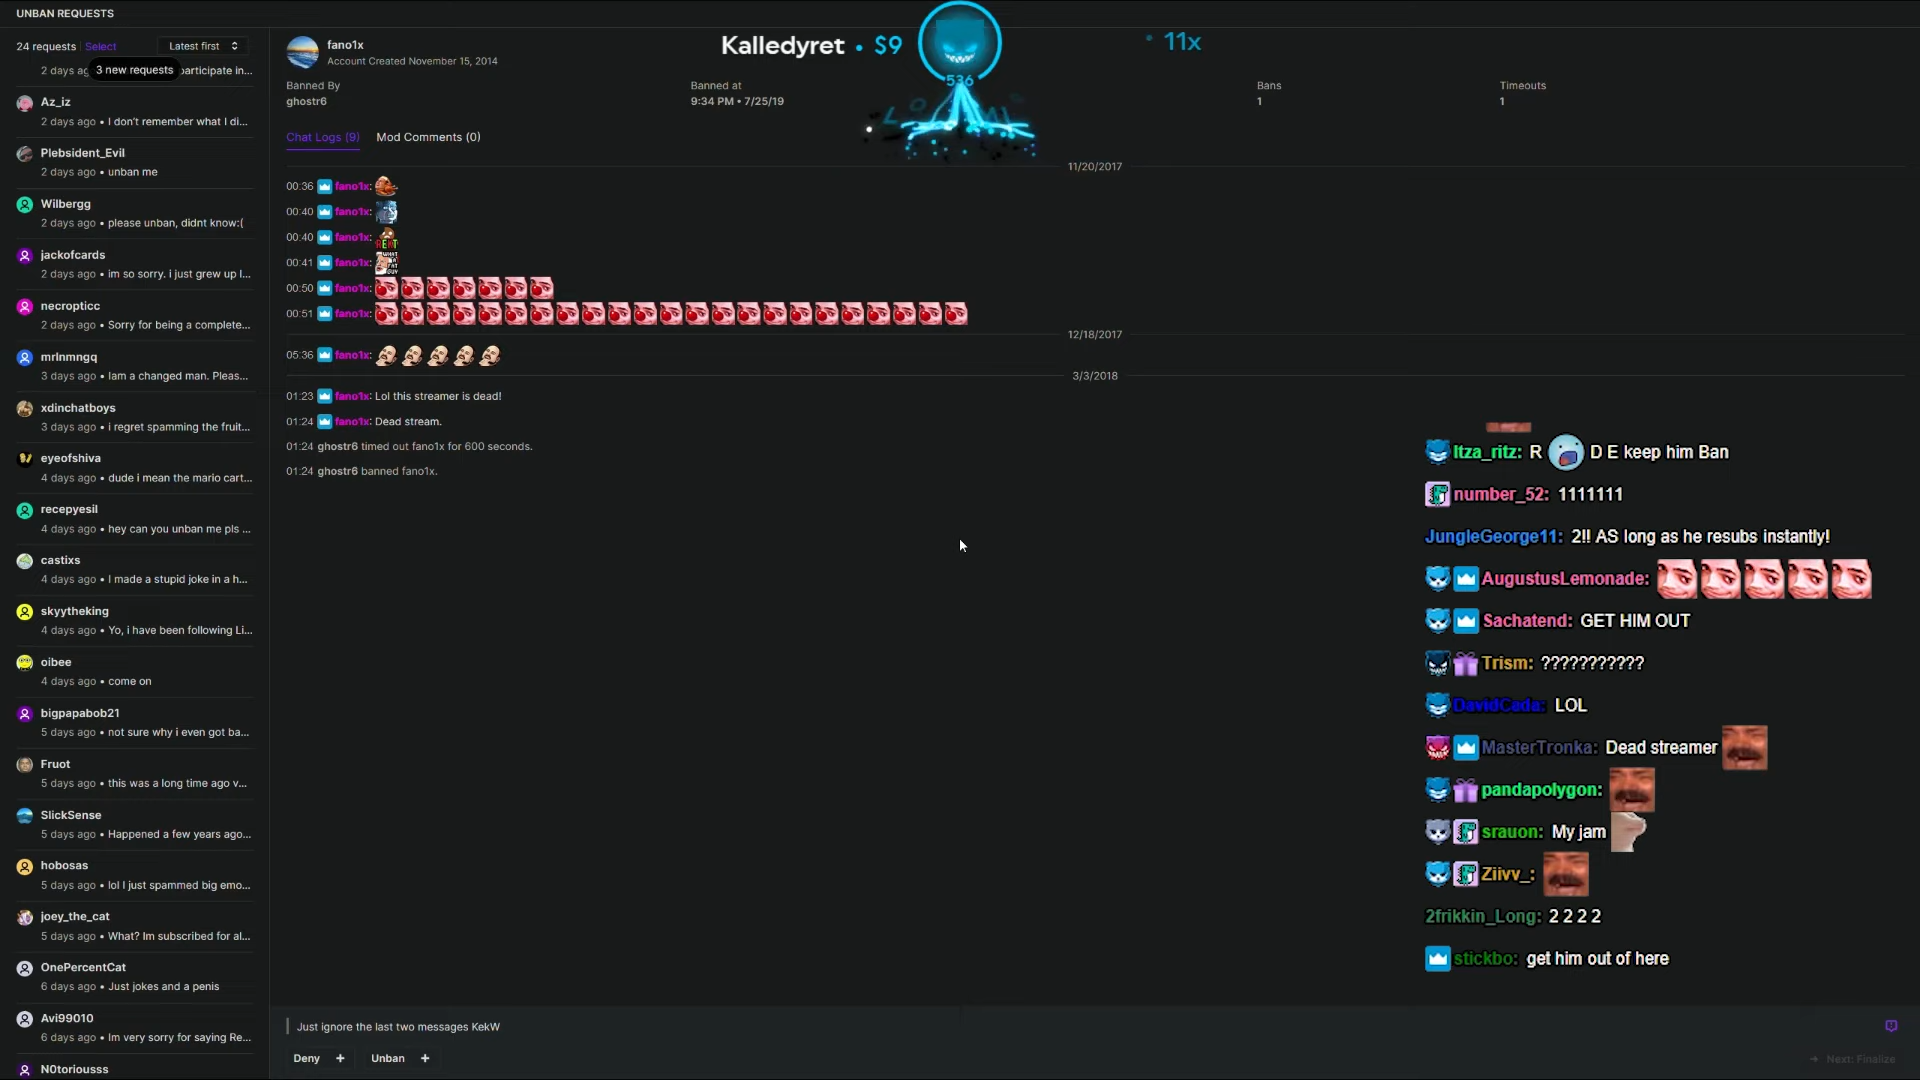 UNBAN REQUESTS
24 requests Select Latest first
2 days ag participate in...
3 new requests
Az_iz
2 days ago • I don't remember what I di...
Plebsident_Evil
2 days ago • unban me
Wilbergg
2 days ago • please unban, didnt know:(
jackofcards
2 days ago • im so sorry. i just grew up l...
necropticc
2 days ago • Sorry for being a complete...
mrlnmngq
3 days ago • Iam a changed man. Pleas...
xdinchatboys
3 days ago • i regret spamming the fruit...
eyeofshiva
4 days ago • dude i mean the mario cart...
recepyesil
4 days ago • hey can you unban me pls ...
castixs
4 days ago • I made a stupid joke in a h...
skyytheking
4 days ago • Yo, i have been following Li...
oibee
4 days ago • come on
bigpapabob21
5 days ago • not sure why i even got ba...
Fruot
5 days ago • this was a long time ago v...
SlickSense
5 days ago • Happened a few years ago...
hobosas
5 days ago • lol I just spammed big emo...
joey_the_cat
5 days ago • What? Im subscribed for al...
OnePercentCat
6 days ago • Just jokes and a penis
Avi99010
6 days ago • Im very sorry for saying Re...
N0toriousss
fano1x
Account Created November 15, 2014
Kalledyret • $9
536
• 11x
Banned By
ghostr6
Banned at
9:34 PM • 7/25/19
Bans
1
Timeouts
1
Chat Logs (9) Mod Comments (0)
11/20/2017
00:36 fano1x:
00:40 fano1x:
00:40 fano1x: REKT
00:41 fano1x: WHAT A FAT GUY
00:50 fano1x:
00:51 fano1x:
12/18/2017
05:36 fano1x:
3/3/2018
01:23 fano1x: Lol this streamer is dead!
01:24 fano1x: Dead stream.
01:24 ghostr6 timed out fano1x for 600 seconds.
01:24 ghostr6 banned fano1x.
Itza_ritz: R D E keep him Ban
number_52: 1111111
JungleGeorge11: 2!! AS long as he resubs instantly!
AugustusLemonade:
Sachatend: GET HIM OUT
Trism: ???????????
DavidCada: LOL
MasterTronka: Dead streamer
pandapolygon:
srauon: My jam
Ziivv_:
2frikkin_Long: 2 2 2 2
stickbo: get him out of here
Just ignore the last two messages KekW
Deny + Unban +
→ Next: Finalize